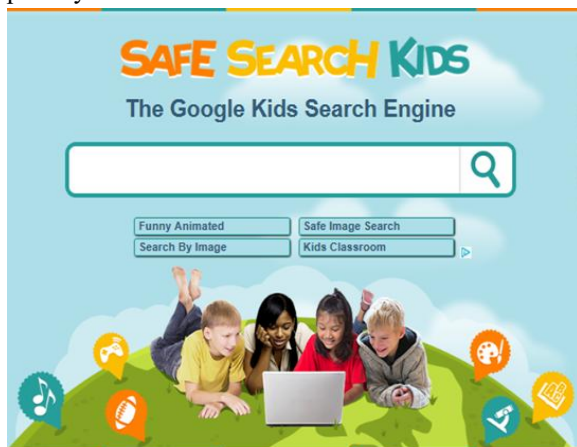 SAFE SEARCH KIDS
The Google Kids Search Engine
Funny Animated
Safe Image Search
Search By Image
Kids Classroom